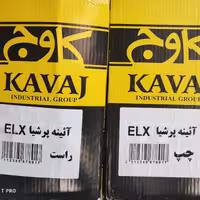 کاوج
KAVAJ
INDUSTRIAL GROUP
آئینه پرشیا ELX
راست
کاوج
KAVAJ
INDUSTRIAL GROUP
آئینه پرشیا ELX
چپ